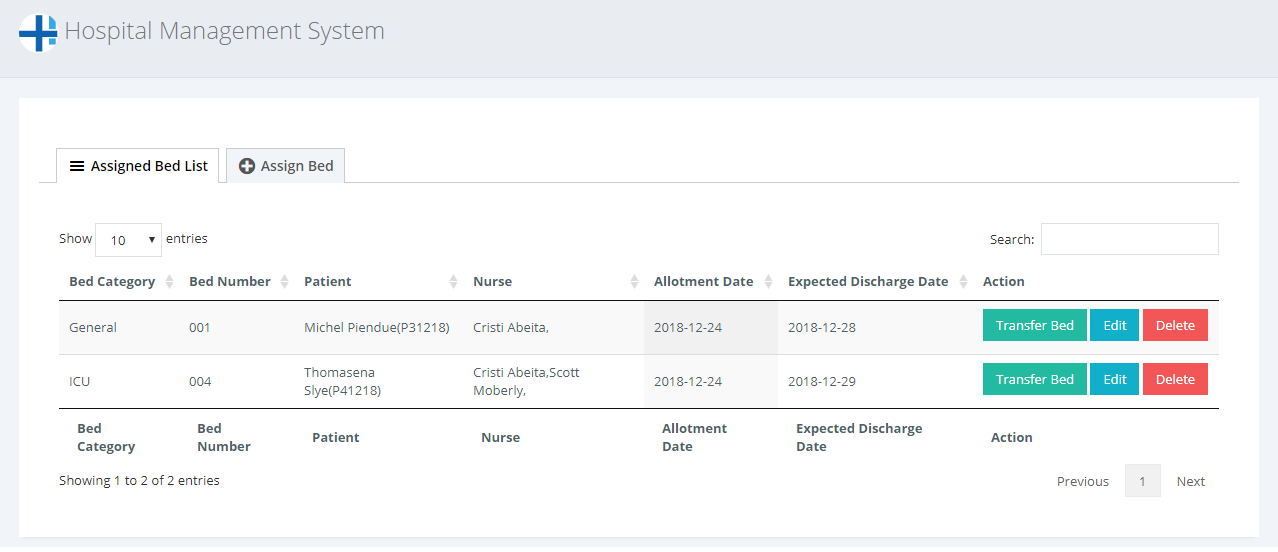 Hospital Management System
Assigned Bed List Assign Bed
Show 10 entries Search:
Bed Category Bed Number Patient Nurse Allotment Date Expected Discharge Date Action
General 001 Michel Piendue(P31218) Cristi Abeita, 2018-12-24 2018-12-28 Transfer Bed Edit Delete
ICU 004 Thomasena Slye(P41218) Cristi Abeita,Scott Moberly, 2018-12-24 2018-12-29 Transfer Bed Edit Delete
Bed Category Bed Number Patient Nurse Allotment Date Expected Discharge Date Action
Showing 1 to 2 of 2 entries Previous 1 Next